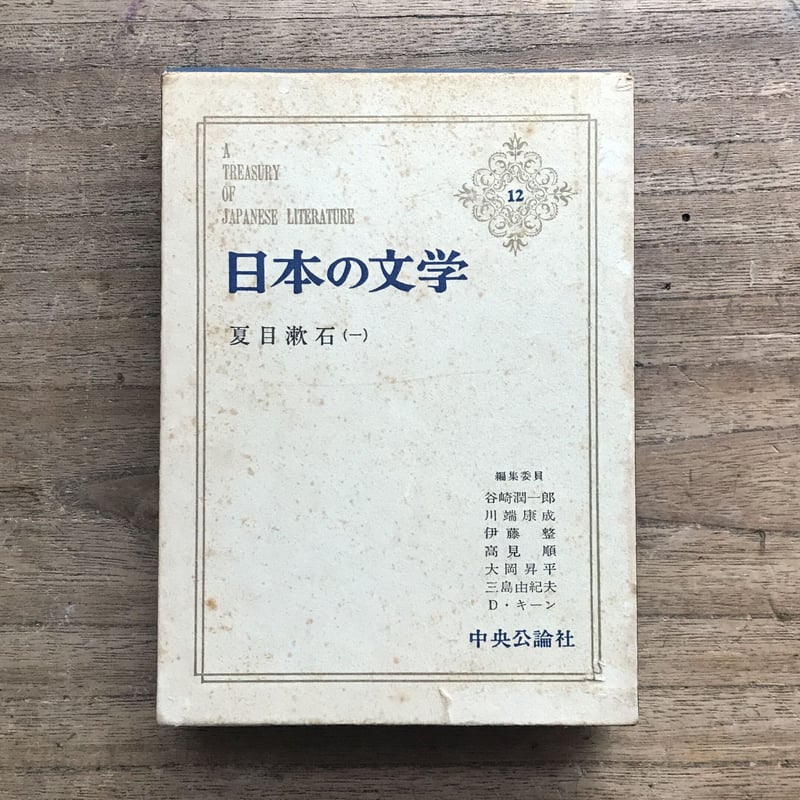 A
TREASURY
OF
JAPANESE LITERATURE
12
日本の文学
夏目漱石(一)
編集委員
谷崎潤一郎
川端康成
伊藤 整
高見 順
大岡昇平
三島由紀夫
D・キーン
中央公論社